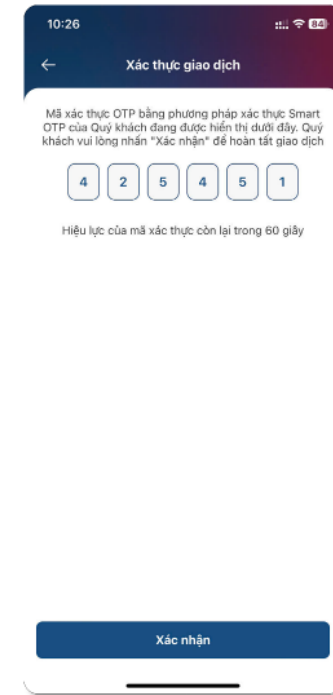 10:26
84
Xác thực giao dịch
Mã xác thực OTP bằng phương pháp xác thực Smart
OTP của Quý khách đang được hiển thị dưới đây. Quý
khách vui lòng nhấn "Xác nhận" để hoàn tất giao dịch
4 2 5 4 5 1
Hiệu lực của mã xác thực còn lại trong 60 giây
Xác nhận